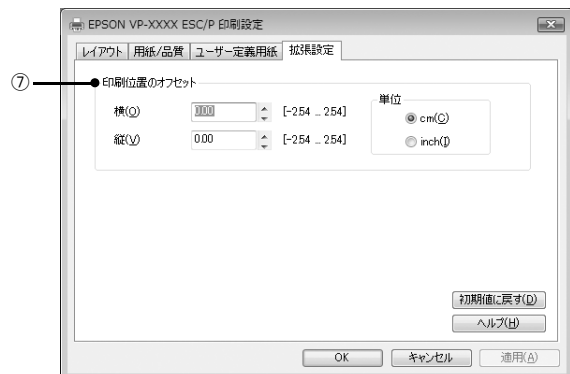 EPSON VP-XXXX ESC/P 印刷設定
レイアウト 用紙/品質 ユーザー定義用紙 拡張設定
⑦
印刷位置のオフセット
横(O) 0.00 [-2.54 .. 2.54]
縦(V) 0.00 [-2.54 .. 2.54]
単位
cm(C)
inch(I)
初期値に戻す(D)
ヘルプ(H)
OK キャンセル 適用(A)